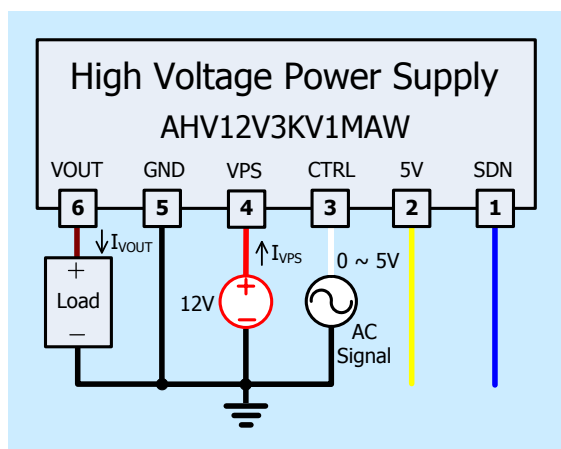 High Voltage Power Supply
AHV12V3KV1MAW
VOUT GND VPS CTRL 5V SDN
6 5 4 3 2 1
IVOUT IVPS 0 ~ 5V
+ +
Load 12V
− −
AC
Signal